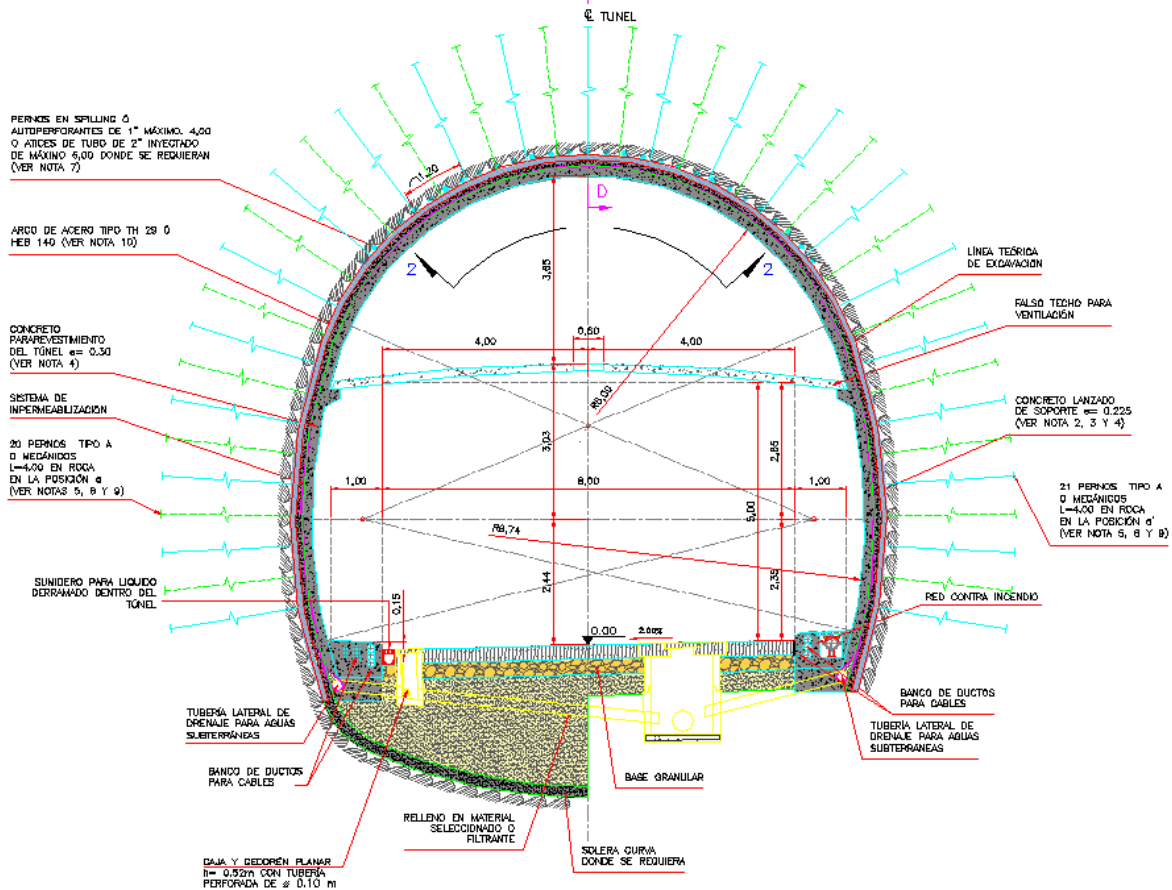 ℄ TUNEL
PERNOS EN SPILLING Ó
AUTOPERFORANTES DE 1" MÁXIMO. 4,00
O ATICES DE TUBO DE 2" INYECTADO
DE MÁXIMO 6,00 DONDE SE REQUIERAN
(VER NOTA 7)
1,20
D
ARCO DE ACERO TIPO TH 29 Ó
HEB 140 (VER NOTA 10)
2
2
3,65
LÍNEA TEÓRICA
DE EXCAVACIÓN
FALSO TECHO PARA
VENTILACIÓN
CONCRETO
PARAREVESTIMIENTO
DEL TÚNEL e= 0.30
(VER NOTA 4)
0,60
4,00
4,00
SISTEMA DE
INPERMEABILIZACIÓN
CONCRETO LANZADO
DE SOPORTE e= 0.225
(VER NOTA 2, 3 Y 4)
3,03
2,65
5,00
20 PERNOS TIPO A
O MECÁNICOS
L=4.00 EN ROCA
EN LA POSICIÓN a
(VER NOTAS 5, 6 Y 9)
1,00
8,00
1,00
21 PERNOS TIPO A
O MECÁNICOS
L=4.00 EN ROCA
EN LA POSICIÓN a'
(VER NOTA 5, 6 Y 9)
2,44
2,35
SUMIDERO PARA LIQUIDO
DERRAMADO DENTRO DEL
TÚNEL
0,15
RED CONTRA INCENDIO
0.00
2.00%
TUBERÍA LATERAL DE
DRENAJE PARA AGUAS
SUBTERRÁNEAS
BANCO DE DUCTOS
PARA CABLES
TUBERÍA LATERAL DE
DRENAJE PARA AGUAS
SUBTERRANEAS
BANCO DE DUCTOS
PARA CABLES
BASE GRANULAR
RELLENO EN MATERIAL
SELECCIONADO O
FILTRANTE
SOLERA CURVA
DONDE SE REQUIERA
CAJA Y GEODRÉN PLANAR
h= 0.52m CON TUBERÍA
PERFORADA DE ø 0.10 m